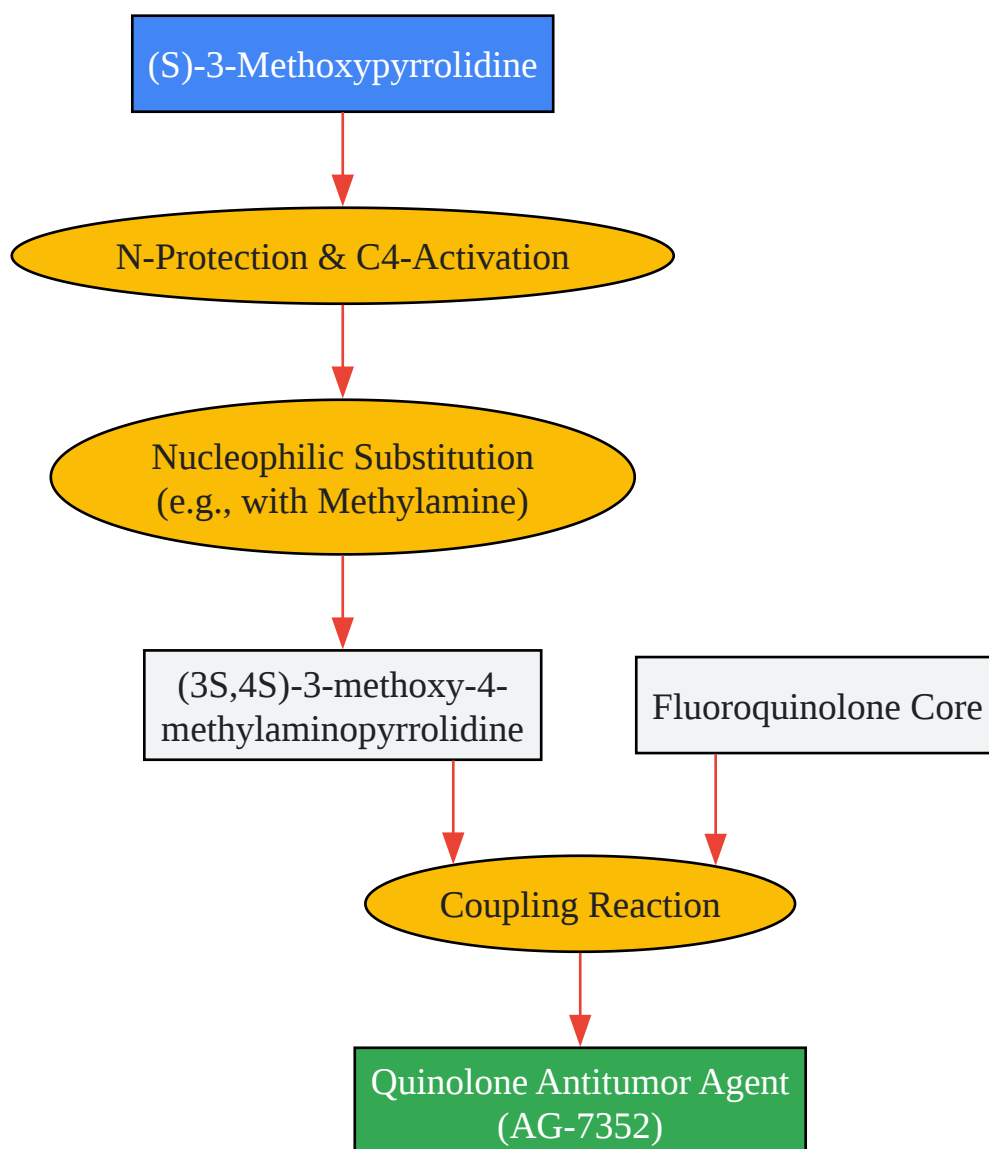 (S)-3-Methoxypyrrolidine
N-Protection & C4-Activation
Nucleophilic Substitution
(e.g., with Methylamine)
(3S,4S)-3-methoxy-4-
methylaminopyrrolidine
Fluoroquinolone Core
Coupling Reaction
Quinolone Antitumor Agent
(AG-7352)